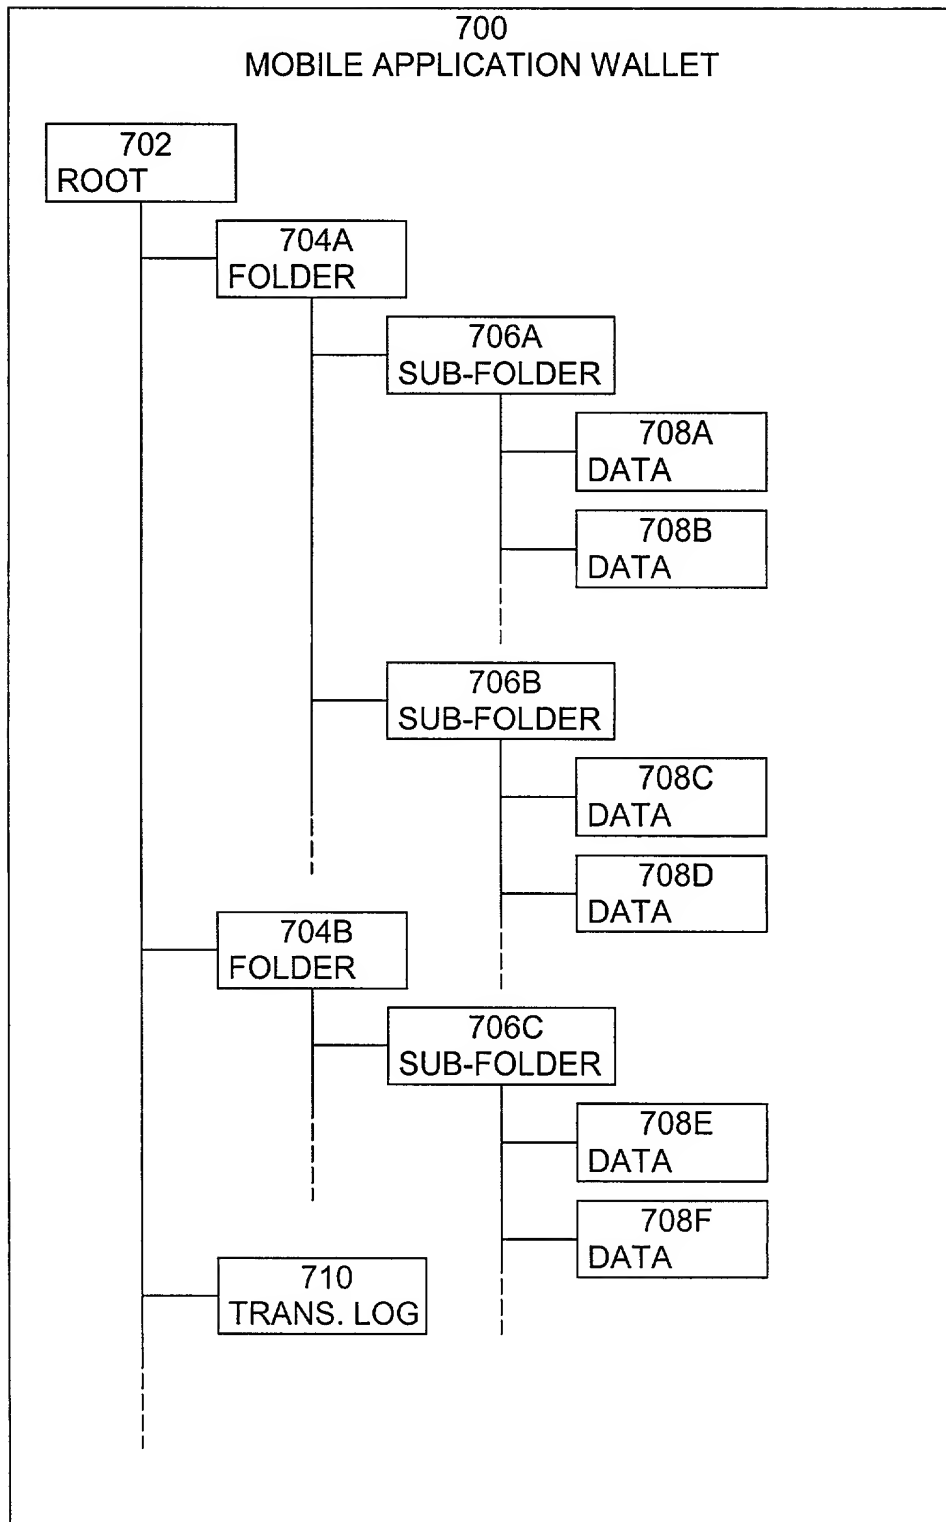 700
MOBILE APPLICATION WALLET
702
ROOT
704A
FOLDER
706A
SUB-FOLDER
708A
DATA
708B
DATA
706B
SUB-FOLDER
708C
DATA
708D
DATA
704B
FOLDER
706C
SUB-FOLDER
708E
DATA
708F
DATA
710
TRANS. LOG